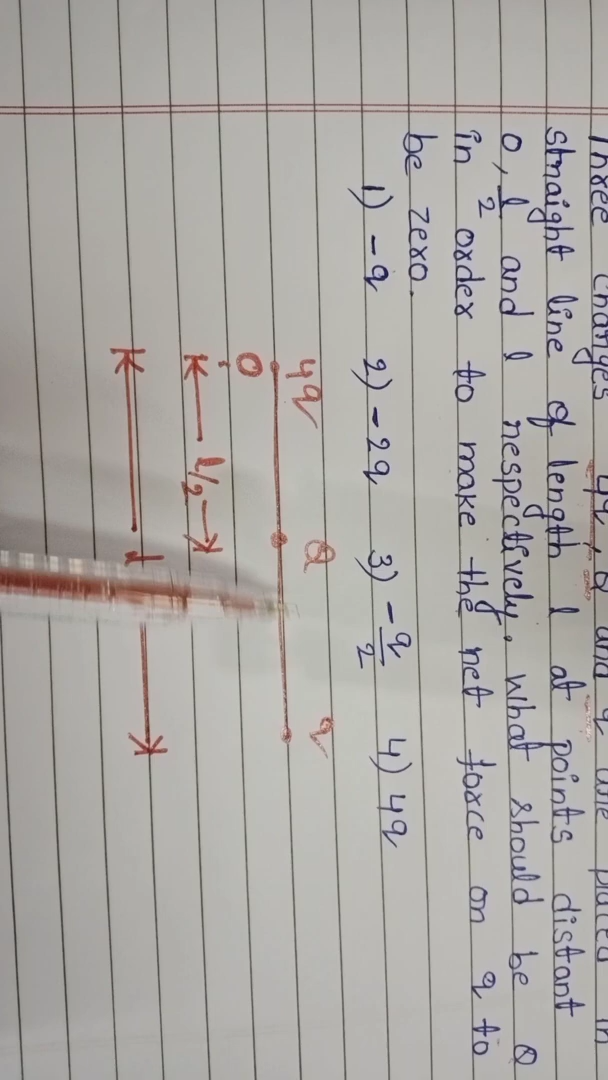 Three charges 4q, Q and q are placed in
straight line of length l at points distant
0, l/2 and l respectively, what should be Q
in order to make the net force on q to
be zero.
1) -q 2) -2q 3) -q/2 4) 4q
4q Q q
0
l/2
l